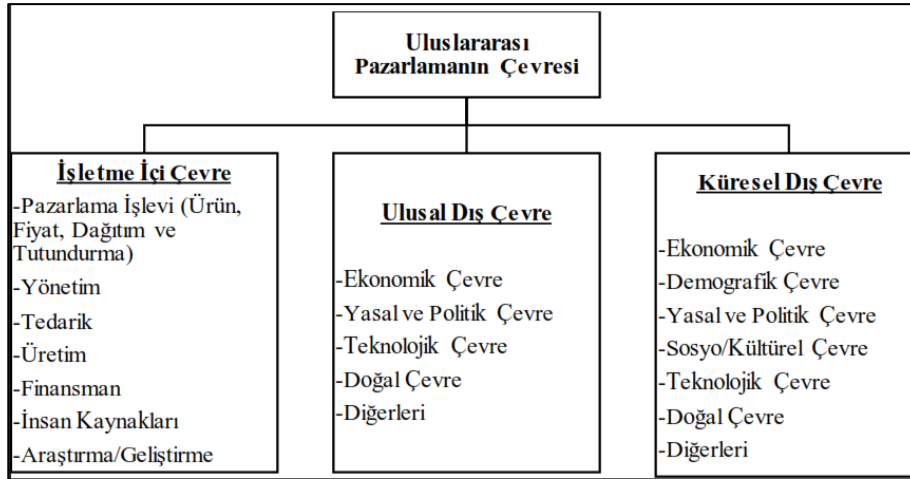 Uluslararası
Pazarlamanın Çevresi
İşletme İçi Çevre
-Pazarlama İşlevi (Ürün,
Fiyat, Dağıtım ve
Tutundurma)
-Yönetim
-Tedarik
-Üretim
-Finansman
-İnsan Kaynakları
-Araştırma/Geliştirme
Ulusal Dış Çevre
-Ekonomik Çevre
-Yasal ve Politik Çevre
-Teknolojik Çevre
-Doğal Çevre
-Diğerleri
Küresel Dış Çevre
-Ekonomik Çevre
-Demografik Çevre
-Yasal ve Politik Çevre
-Sosyo/Kültürel Çevre
-Teknolojik Çevre
-Doğal Çevre
-Diğerleri